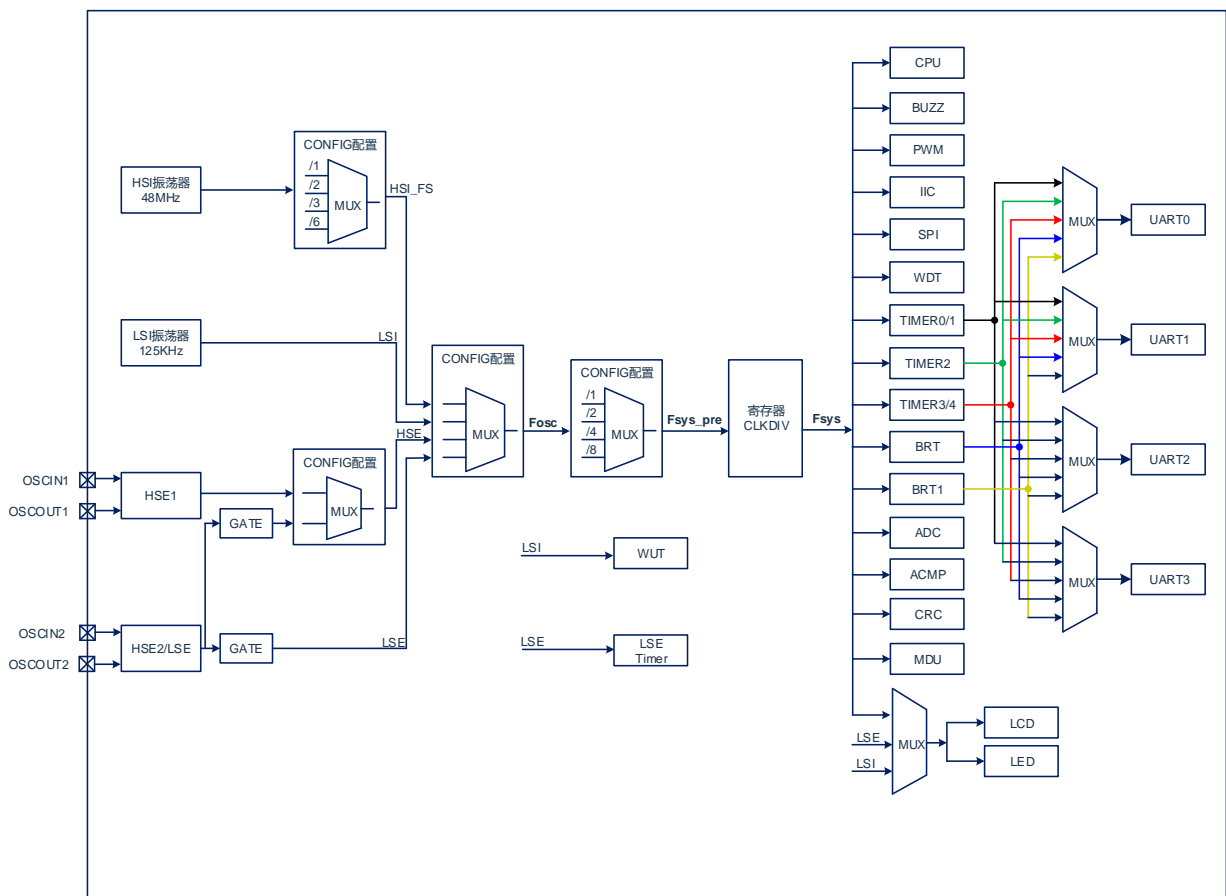 HSI振荡器
48MHz
CONFIG配置
/1
/2
/3
/6
MUX
HSI_FS
LSI振荡器
125KHz
LSI
CONFIG配置
MUX
HSE
Fosc
CONFIG配置
/1
/2
/4
/8
MUX
Fsys_pre
寄存器
CLKDIV
Fsys
OSCIN1
OSCOUT1
HSE1
CONFIG配置
MUX
GATE
OSCIN2
OSCOUT2
HSE2/LSE
GATE
LSE
LSI
WUT
LSE
LSE
Timer
CPU
BUZZ
PWM
IIC
SPI
WDT
TIMER0/1
TIMER2
TIMER3/4
BRT
BRT1
ADC
ACMP
CRC
MDU
LSE
LSI
MUX
LCD
LED
MUX
UART0
MUX
UART1
MUX
UART2
MUX
UART3